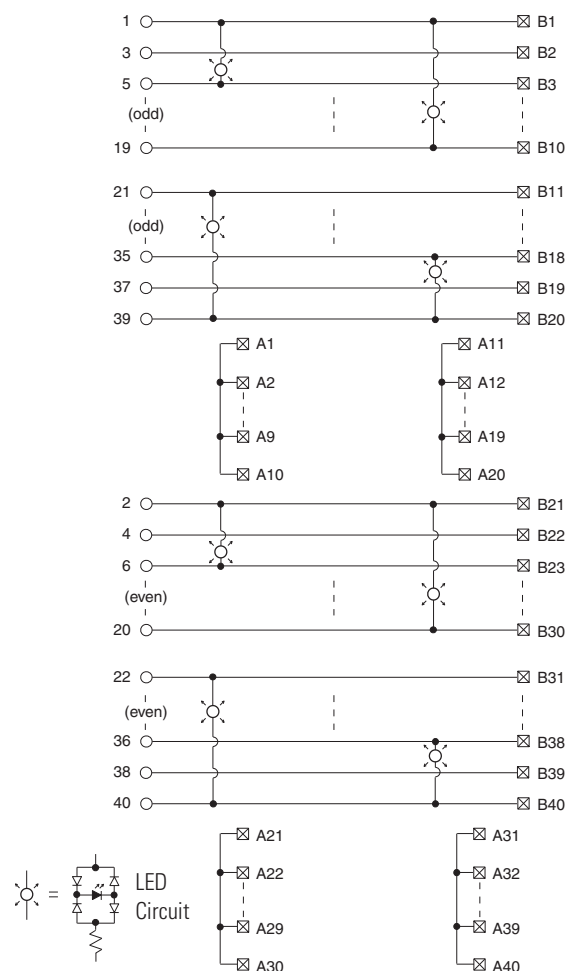 1 B1
3 B2
5 B3
(odd)
19 B10
21 B11
(odd)
35 B18
37 B19
39 B20
A1 A11
A2 A12
A9 A19
A10 A20
2 B21
4 B22
6 B23
(even)
20 B30
22 B31
(even)
36 B38
38 B39
40 B40
A21 A31
A22 A32
A29 A39
A30 A40
= LED
Circuit